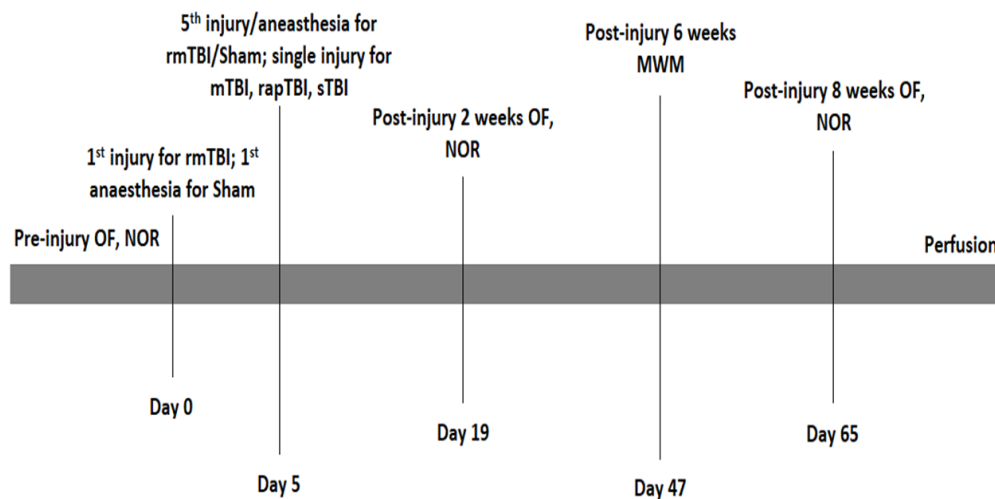 5th injury/aneasthesia for
rmTBI/Sham; single injury for
mTBI, rapTBI, sTBI
Post-injury 6 weeks
MWM
Post-injury 8 weeks OF,
NOR
Post-injury 2 weeks OF,
NOR
1st injury for rmTBI; 1st
anaesthesia for Sham
Pre-injury OF, NOR
Perfusion
Day 0
Day 5
Day 19
Day 47
Day 65